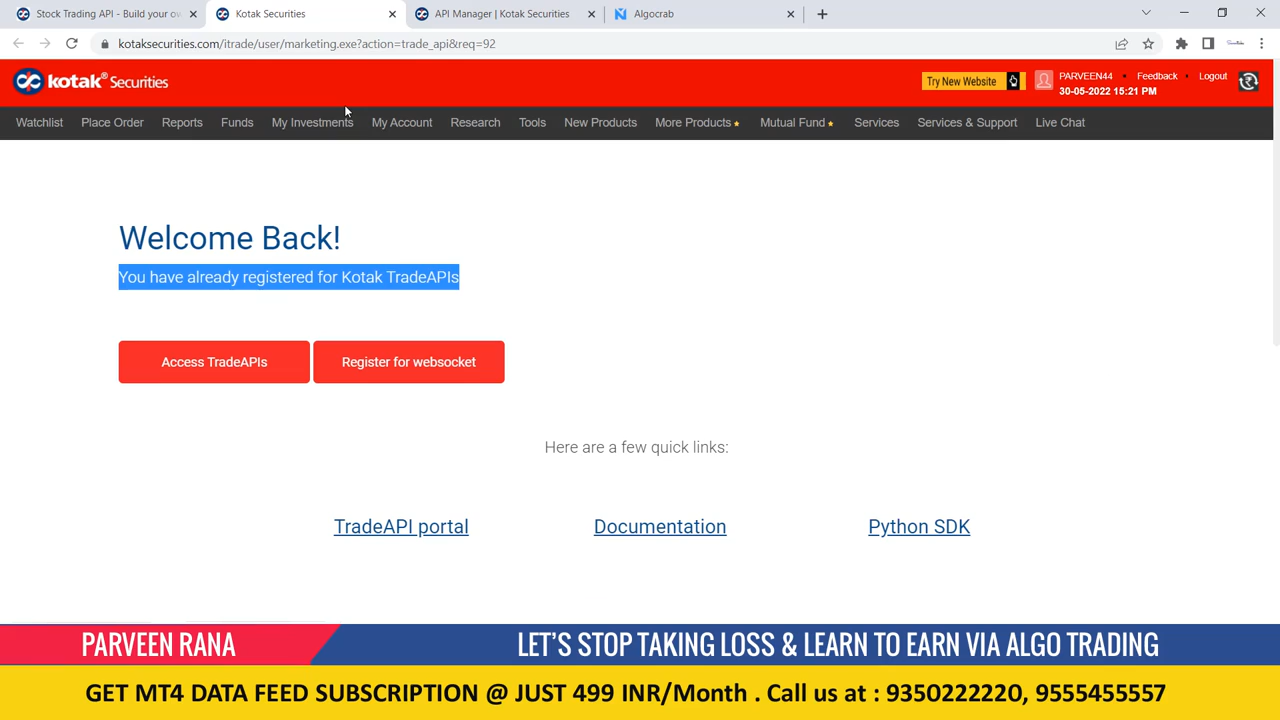 Stock Trading API - Build your ow
Kotak Securities
API Manager | Kotak Securities
Algocrab
kotaksecurities.com/itrade/user/marketing.exe?action=trade_api&req=92
kotak® Securities
Try New Website
PARVEEN44 • Feedback • Logout
30-05-2022 15:21 PM
Watchlist Place Order Reports Funds My Investments My Account Research Tools New Products More Products Mutual Fund Services Services & Support Live Chat
Welcome Back!
You have already registered for Kotak TradeAPIs
Access TradeAPIs Register for websocket
Here are a few quick links:
TradeAPI portal Documentation Python SDK
PARVEEN RANA
LET'S STOP TAKING LOSS & LEARN TO EARN VIA ALGO TRADING
GET MT4 DATA FEED SUBSCRIPTION @ JUST 499 INR/Month . Call us at : 9350222220, 9555455557